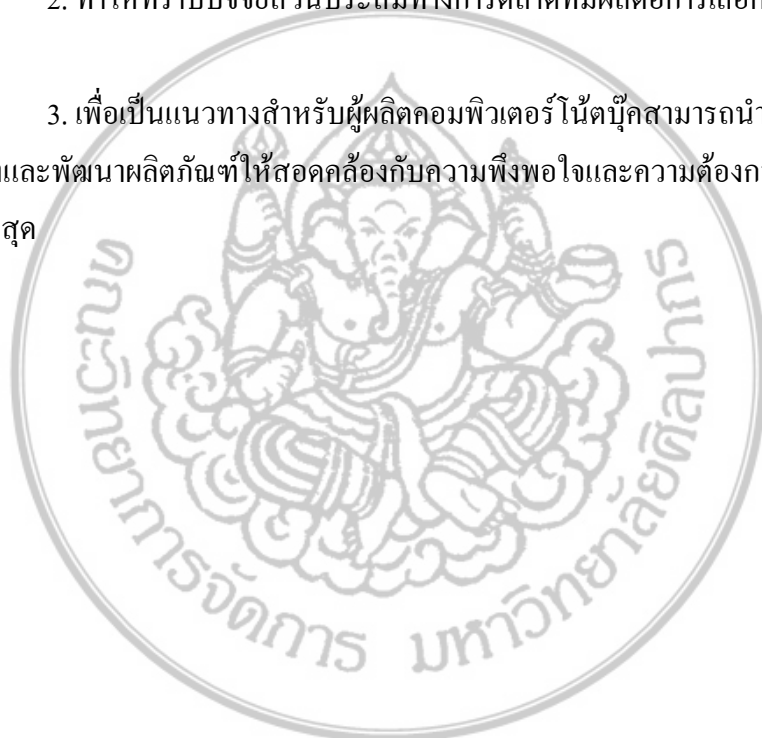 2. ทำให้ทราบปัจจัยส่วนประสมทางการตลาดที่มีผลต่อการเลือก
3. เพื่อเป็นแนวทางสำหรับผู้ผลิตคอมพิวเตอร์โน้ตบุ๊คสามารถนำ
และพัฒนาผลิตภัณฑ์ให้สอดคล้องกับความพึงพอใจและความต้องก
สุด
คณะวิทยาการจัดการ มหาวิทยาลัยศิลปากร